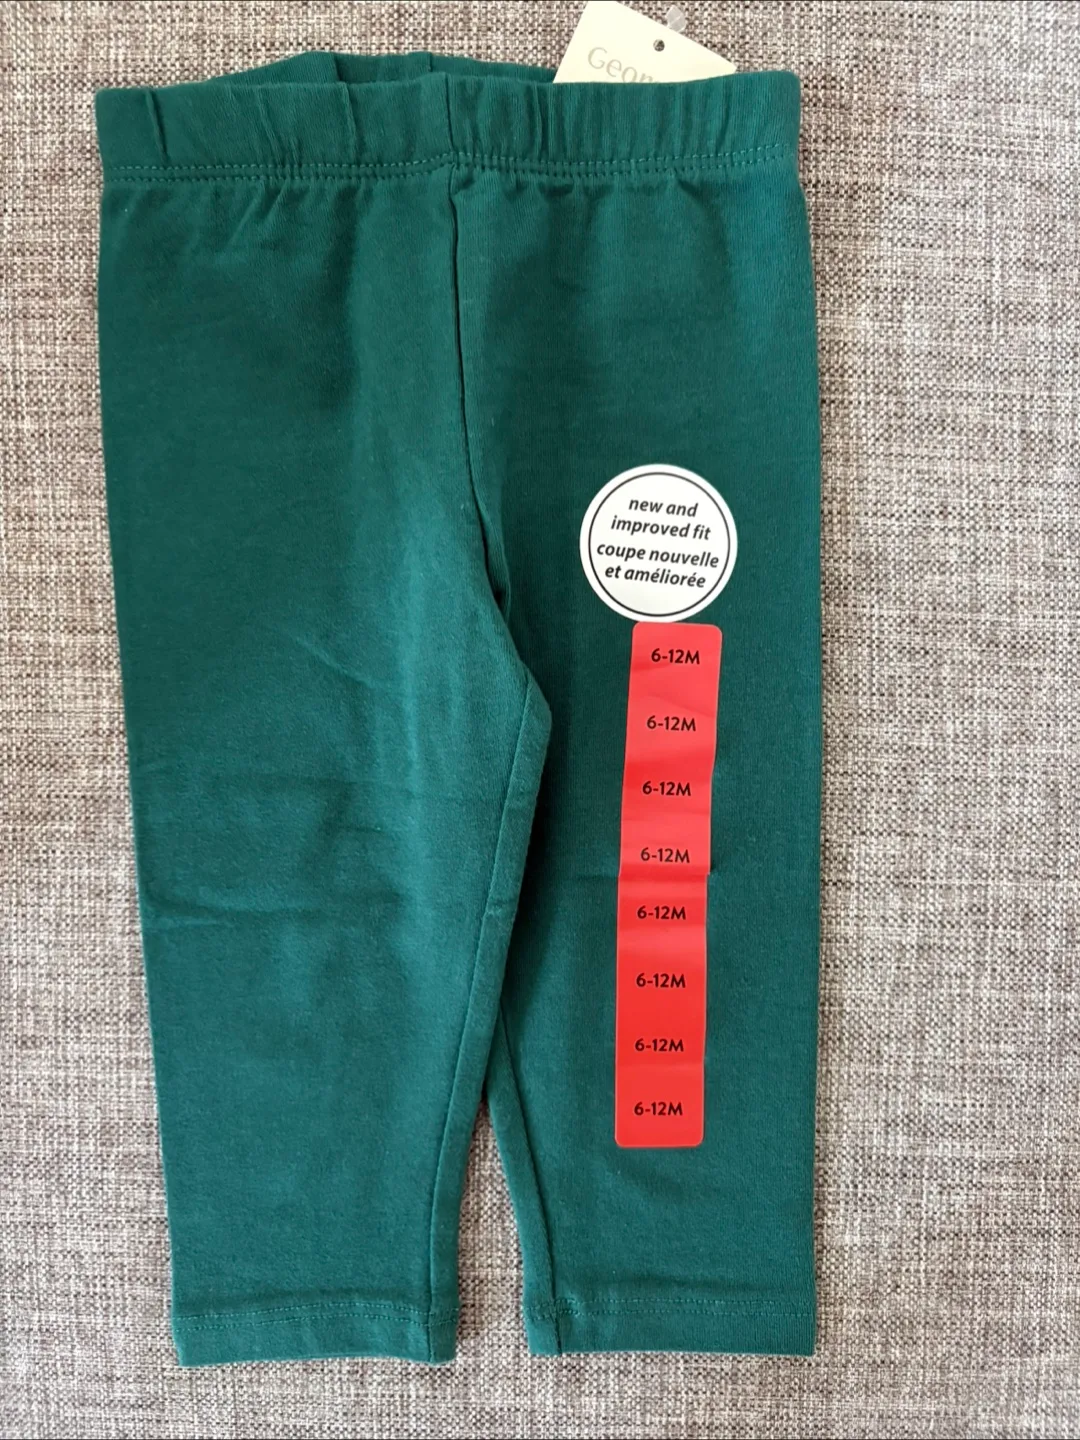 new and
improved fit
coupe nouvelle
et améliorée
6-12M
6-12M
6-12M
6-12M
6-12M
6-12M
6-12M
6-12M